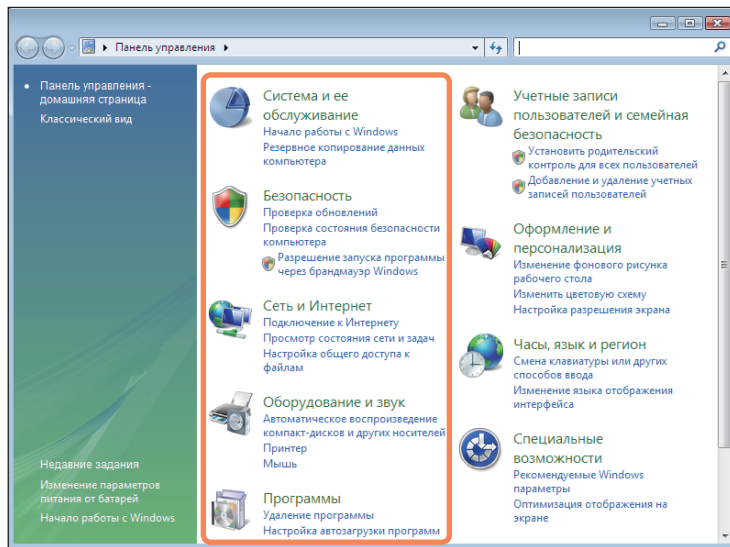 Панель управления
Панель управления -
домашняя страница
Классический вид
Система и ее
обслуживание
Начало работы с Windows
Резервное копирование данных
компьютера
Безопасность
Проверка обновлений
Проверка состояния безопасности
компьютера
Разрешение запуска программы
через брандмауэр Windows
Сеть и Интернет
Подключение к Интернету
Просмотр состояния сети и задач
Настройка общего доступа к
файлам
Оборудование и звук
Автоматическое воспроизведение
компакт-дисков и других носителей
Принтер
Мышь
Программы
Удаление программы
Настройка автозагрузки программ
Учетные записи
пользователей и семейная
безопасность
Установить родительский
контроль для всех пользователей
Добавление и удаление учетных
записей пользователей
Оформление и
персонализация
Изменение фонового рисунка
рабочего стола
Изменить цветовую схему
Настройка разрешения экрана
Часы, язык и регион
Смена клавиатуры или других
способов ввода
Изменение языка отображения
интерфейса
Специальные
возможности
Рекомендуемые Windows
параметры
Оптимизация отображения на
экране
Недавние задания
Изменение параметров
питания от батарей
Начало работы с Windows